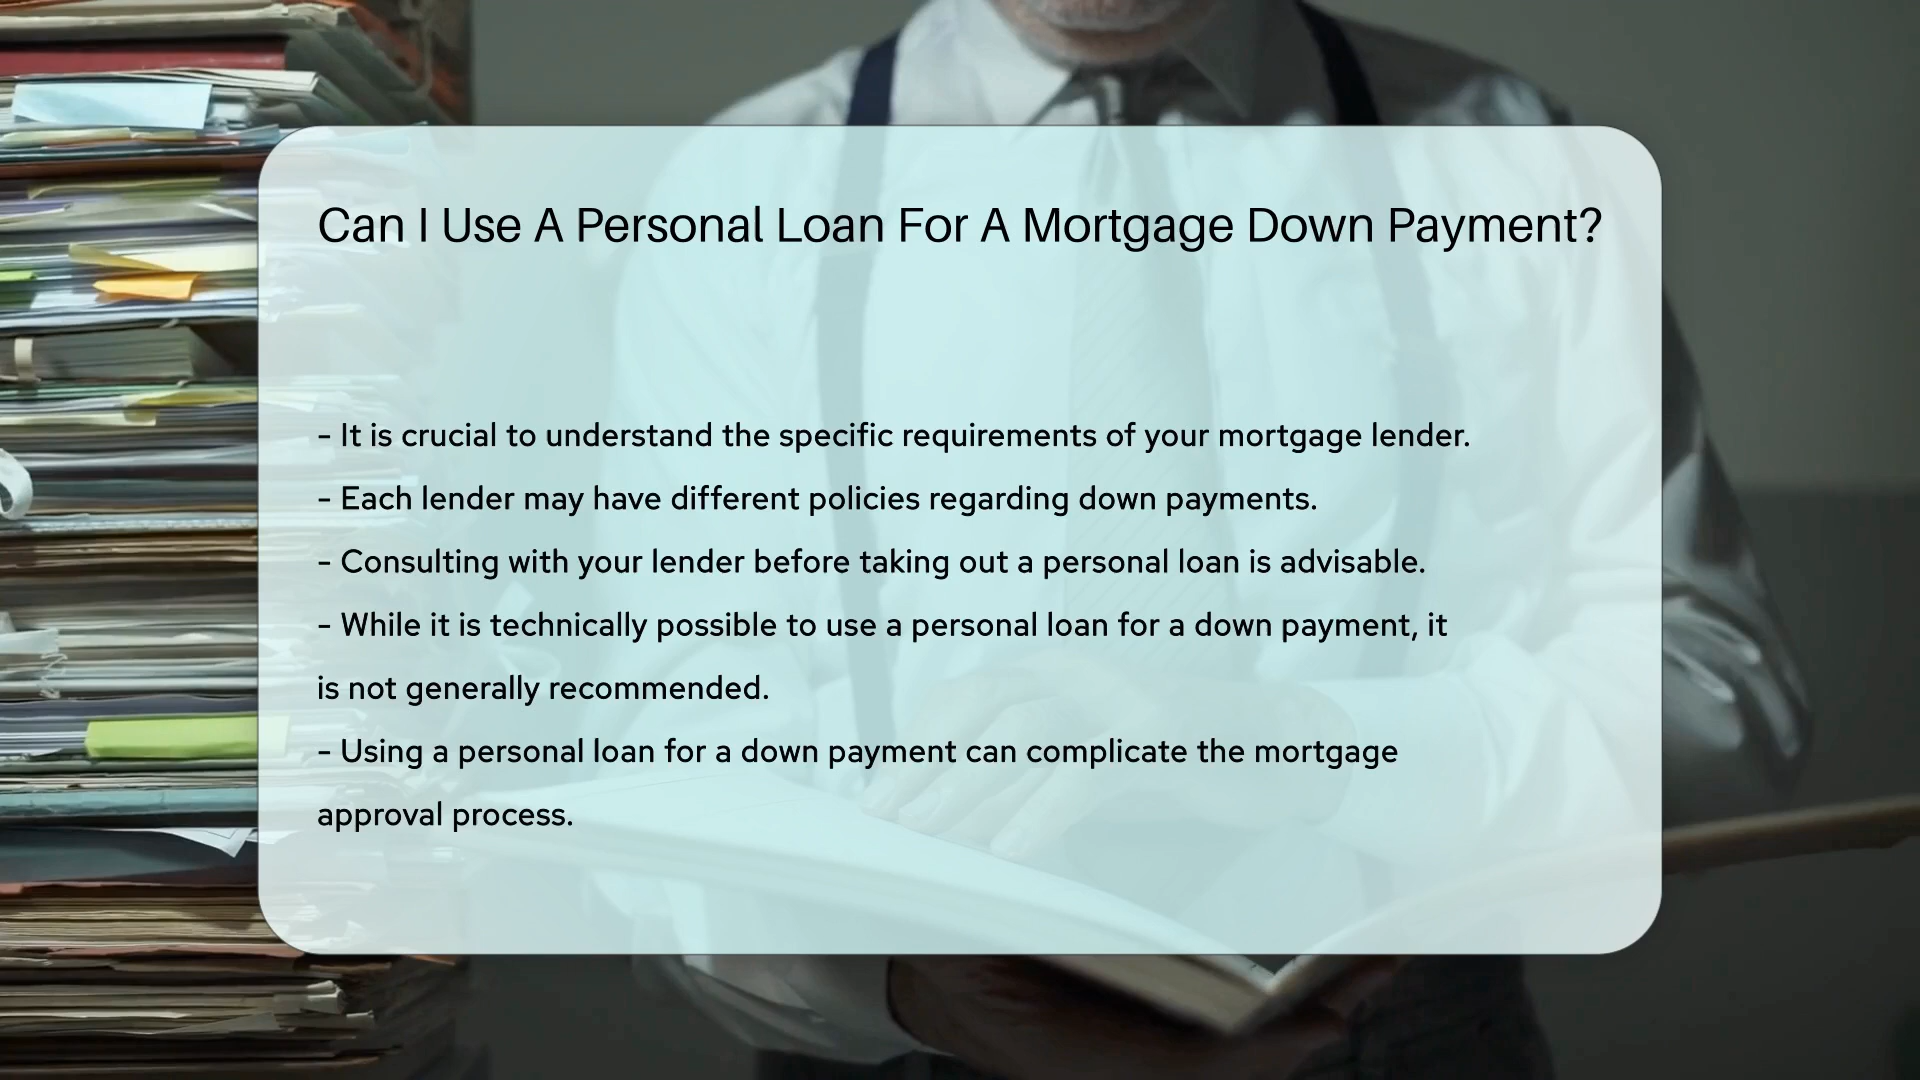 Can I Use A Personal Loan For A Mortgage Down Payment?
- It is crucial to understand the specific requirements of your mortgage lender.
- Each lender may have different policies regarding down payments.
- Consulting with your lender before taking out a personal loan is advisable.
- While it is technically possible to use a personal loan for a down payment, it
is not generally recommended.
- Using a personal loan for a down payment can complicate the mortgage
approval process.